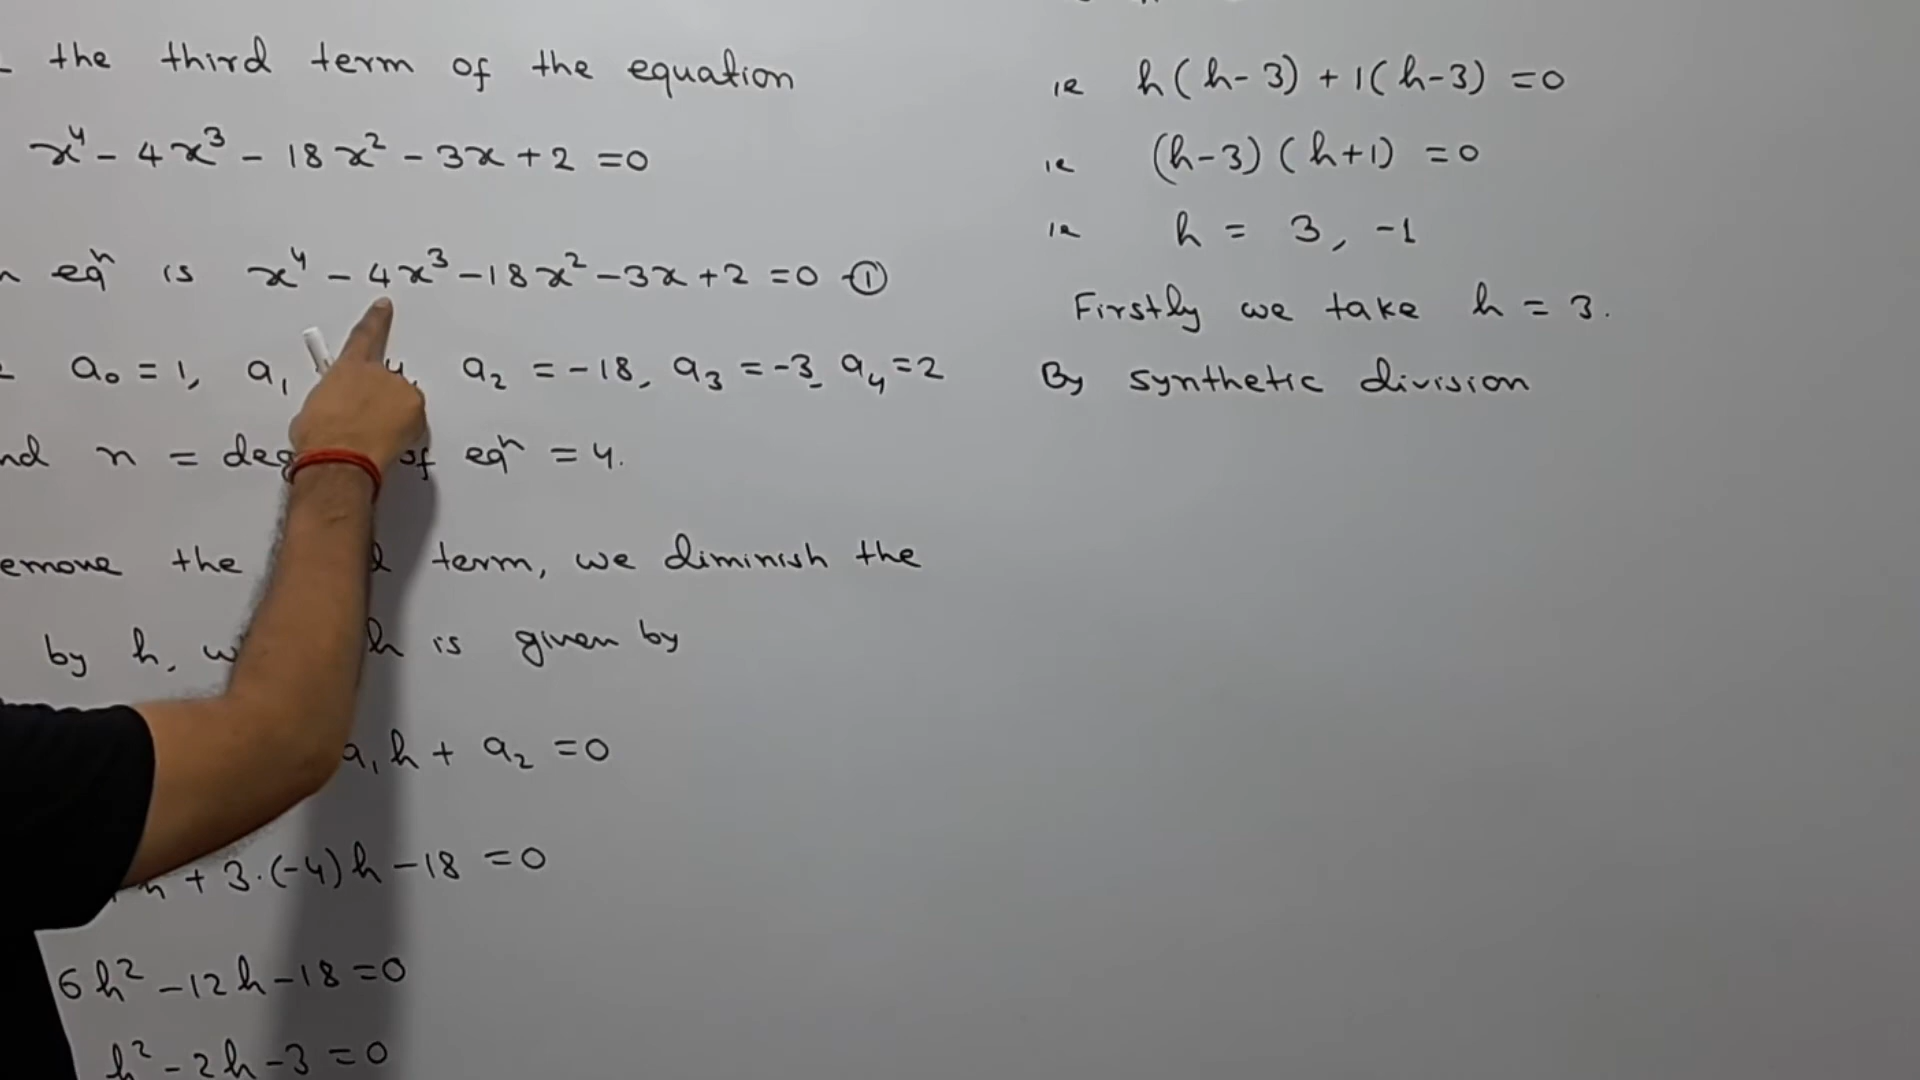 the third term of the equation
x⁴ - 4x³ - 18x² - 3x + 2 = 0
eqⁿ is x⁴ - 4x³ - 18x² - 3x + 2 = 0 -①
a₀ = 1, a₁ 4, a₂ = -18, a₃ = -3, a₄ = 2
nd n = deg of eqⁿ = 4.
emove the term, we diminish the
by h, w h is given by
a₁h + a₂ = 0
h + 3.(-4)h - 18 = 0
6h² - 12h - 18 = 0
h² - 2h - 3 = 0
ie h(h-3) + 1(h-3) = 0
ie (h-3)(h+1) = 0
ie h = 3, -1
Firstly we take h = 3.
By synthetic division